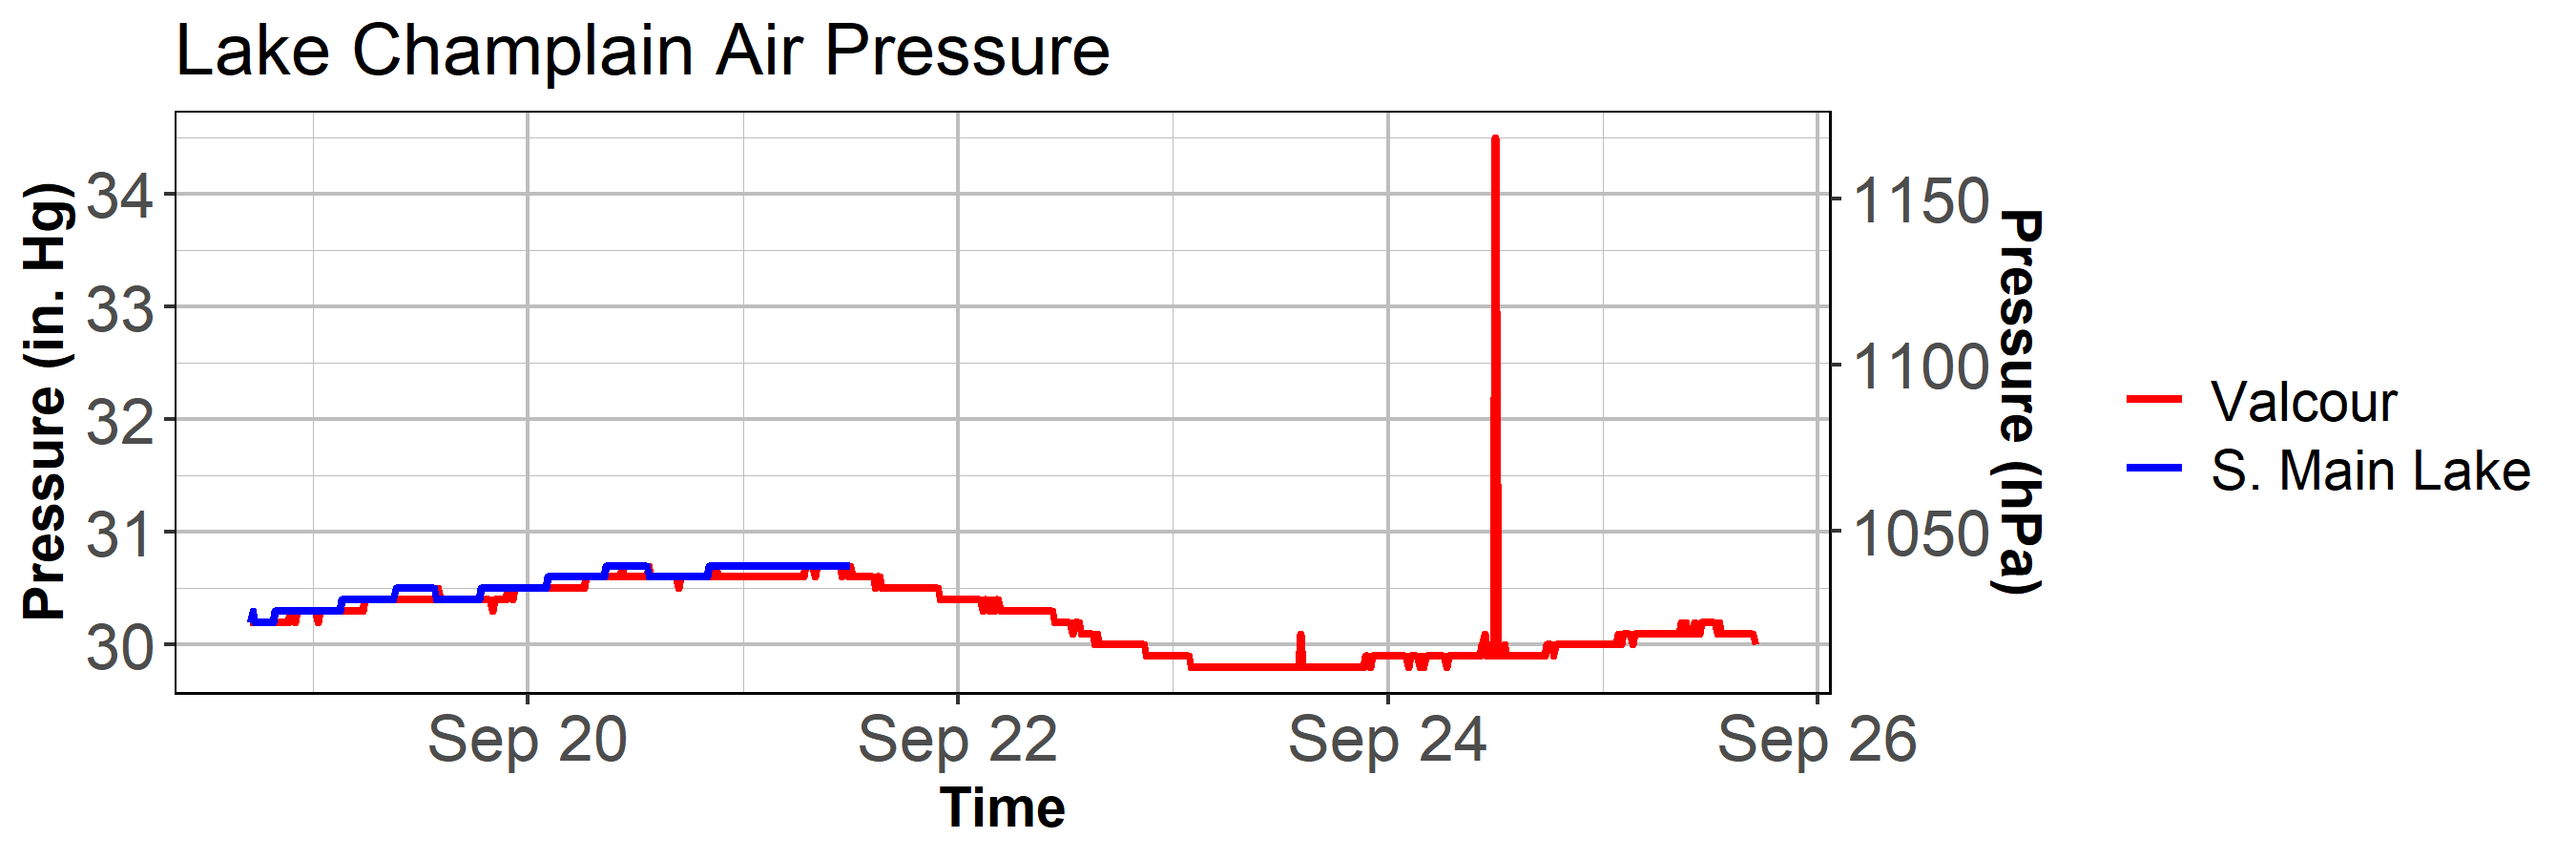 Lake Champlain Air Pressure
Pressure (in. Hg)
34
33
32
31
30
1150
1100
1050
Pressure (hPa)
Valcour
S. Main Lake
Sep 20 Sep 22 Sep 24 Sep 26
Time